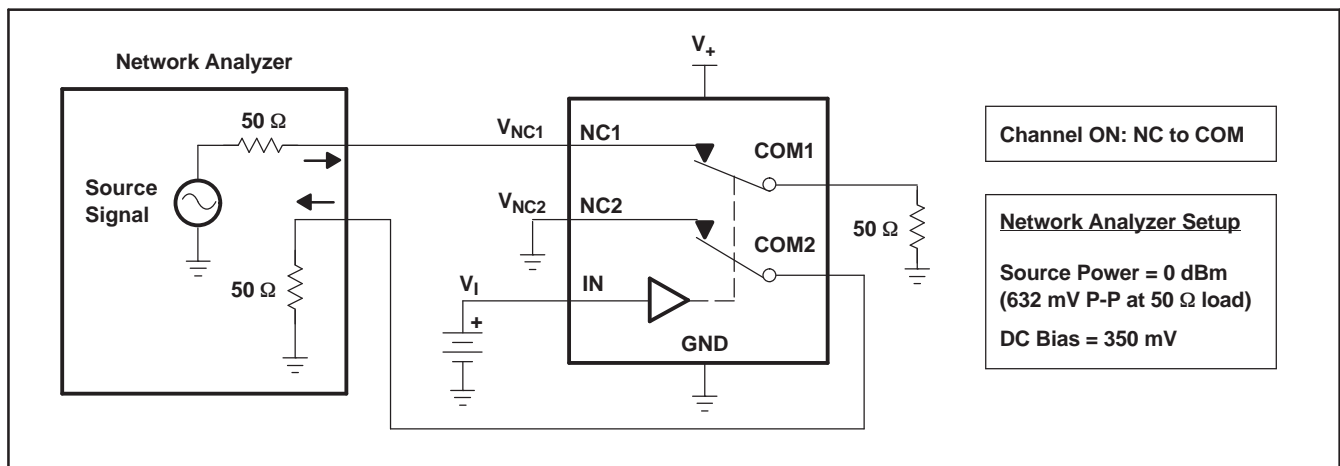 Network Analyzer
50 Ω
Source
Signal
50 Ω
V+
VNC1
NC1
COM1
VNC2
NC2
COM2
50 Ω
VI
+
IN
GND
Channel ON: NC to COM
Network Analyzer Setup
Source Power = 0 dBm
(632 mV P-P at 50 Ω load)
DC Bias = 350 mV